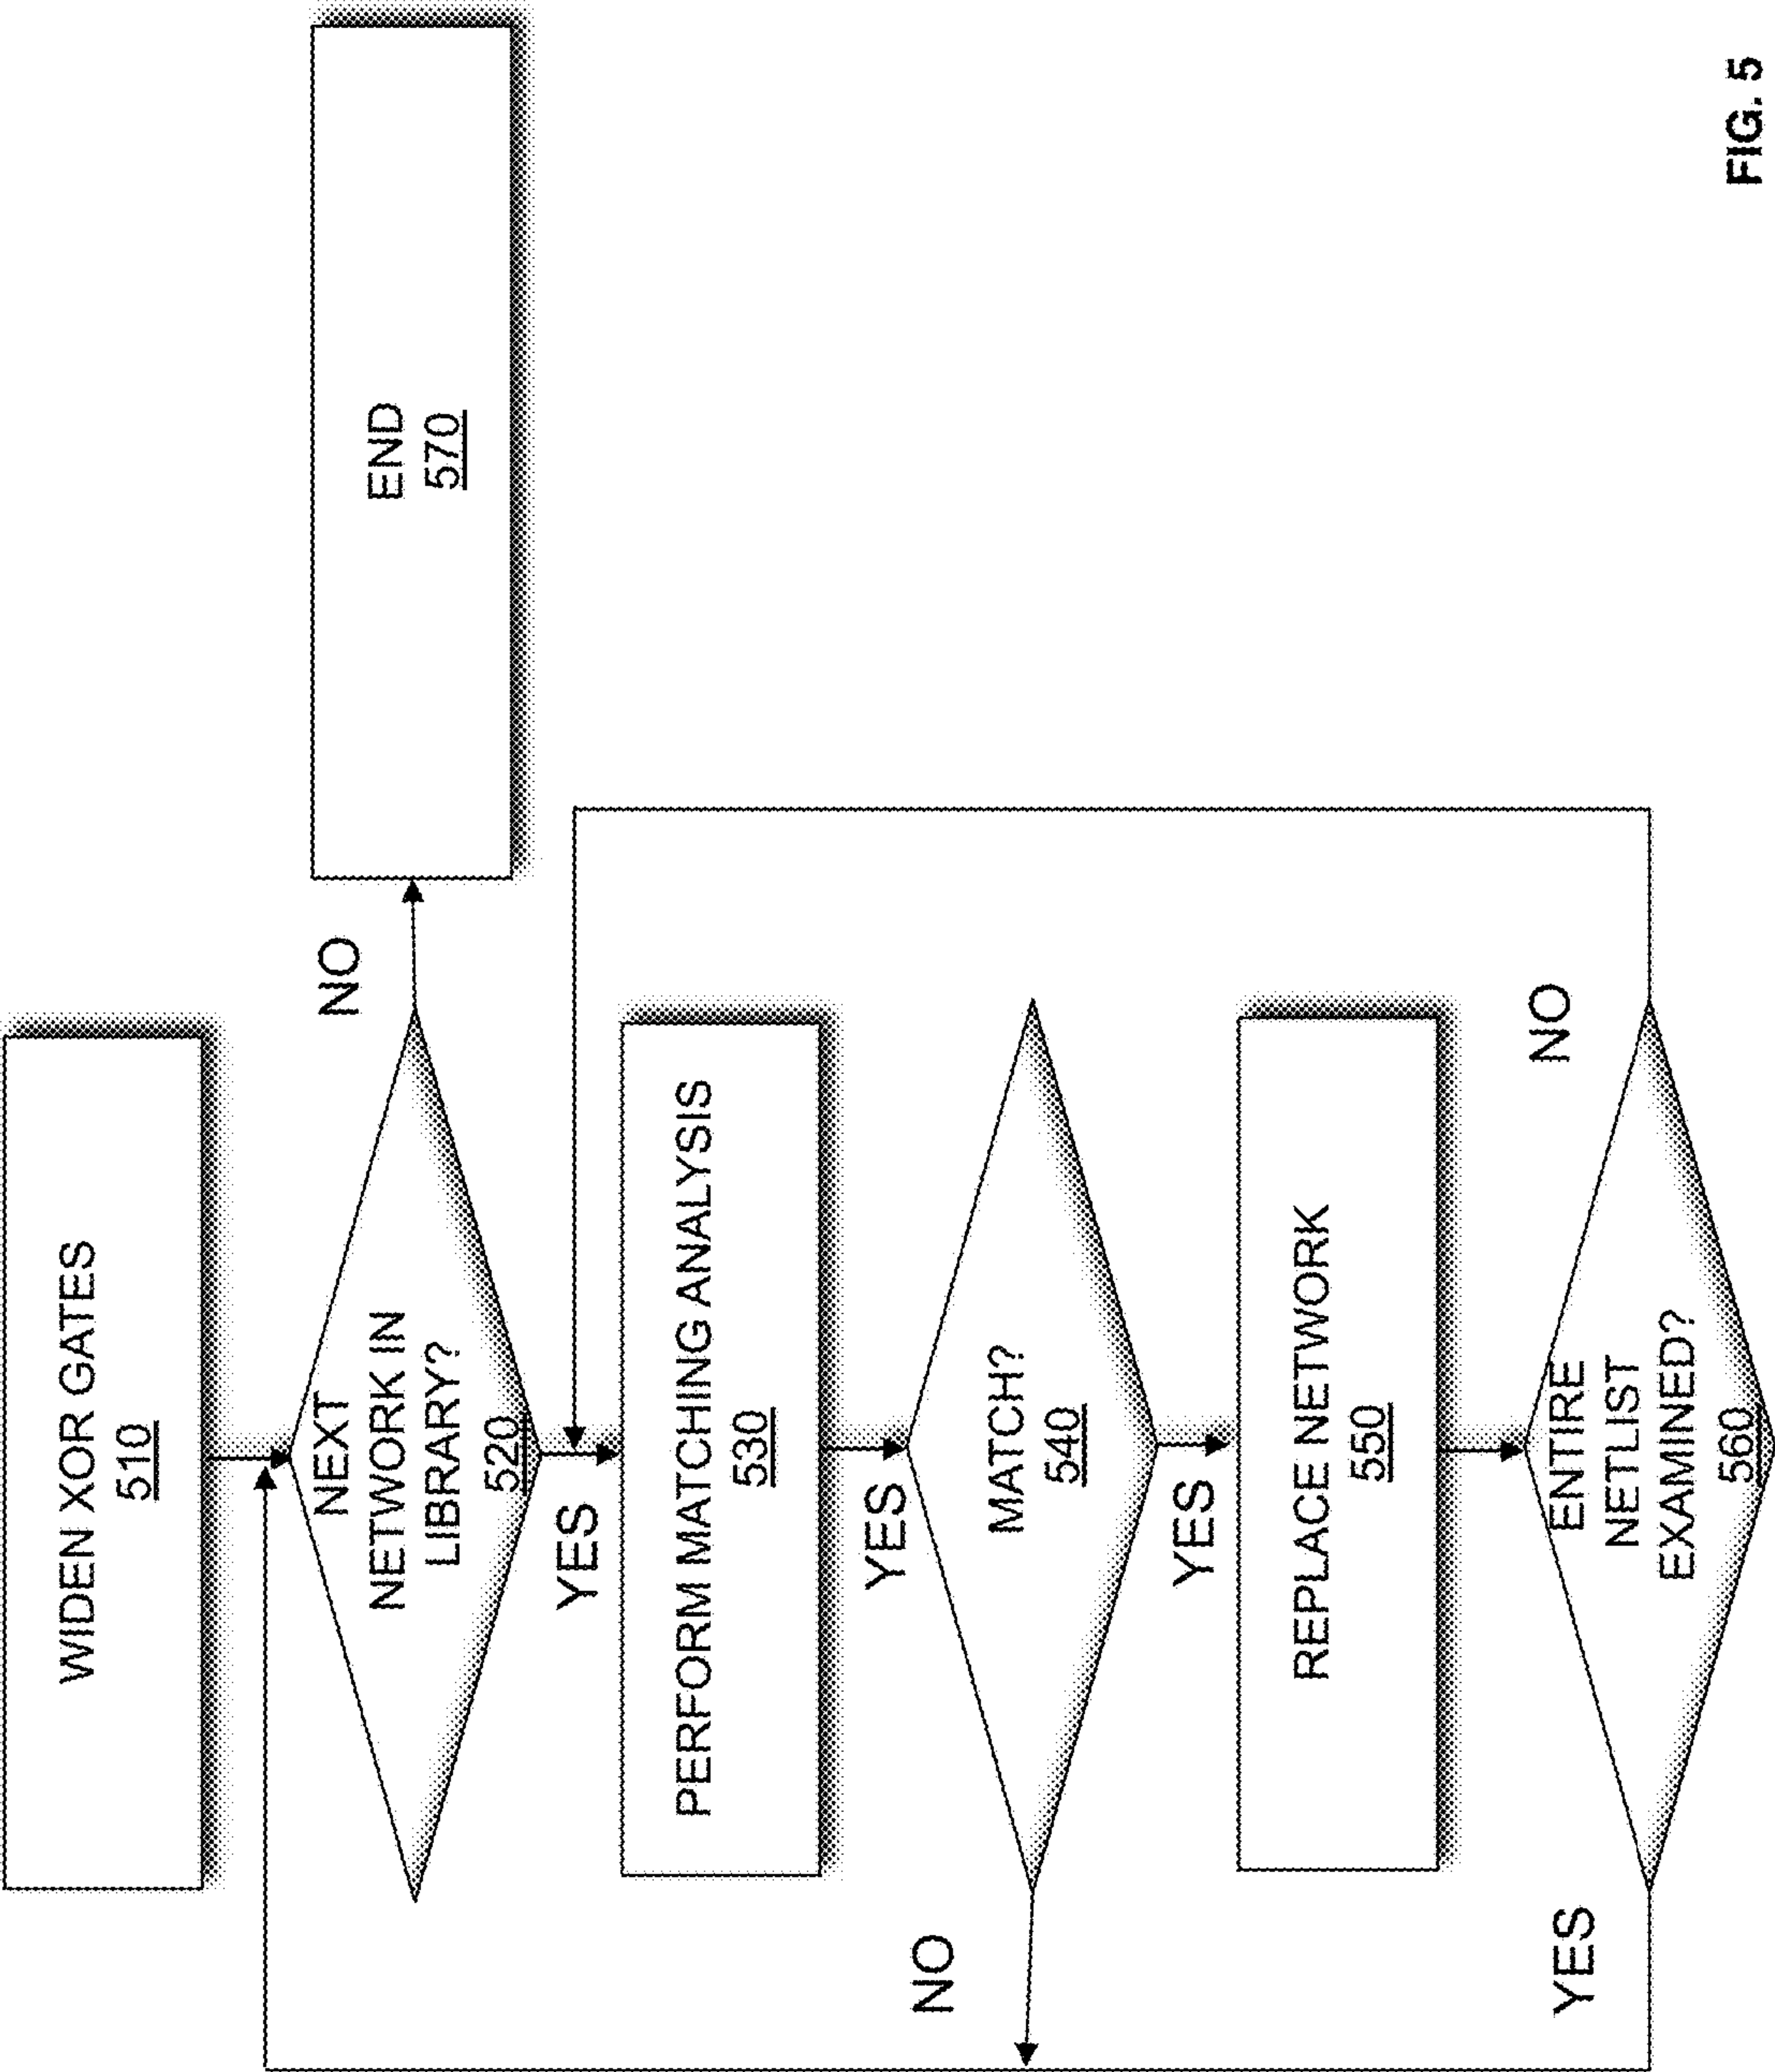 WIDEN XOR GATES
510
NEXT
NETWORK IN
LIBRARY?
520
NO
END
570
YES
PERFORM MATCHING ANALYSIS
530
YES
MATCH?
540
NO
YES
REPLACE NETWORK
550
ENTIRE
NETLIST
EXAMINED?
560
YES
NO
FIG. 5